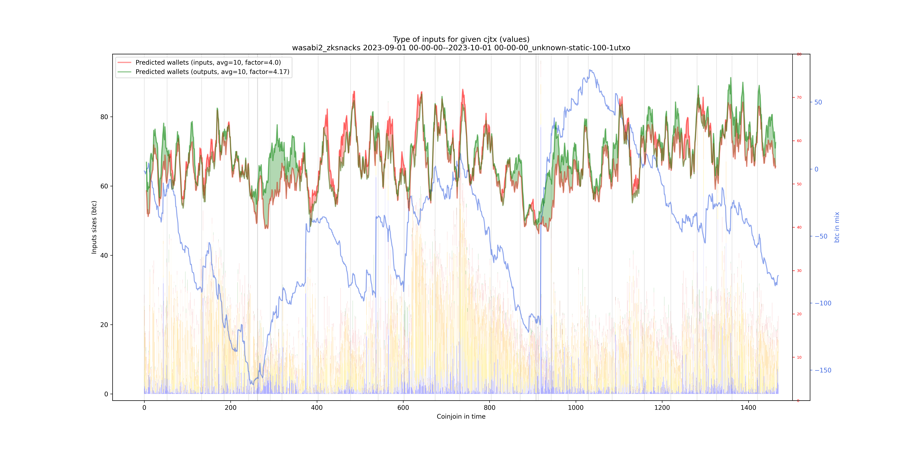 Type of inputs for given cjtx (values)
wasabi2_zksnacks 2023-09-01 00-00-00--2023-10-01 00-00-00_unknown-static-100-1utxo
Predicted wallets (inputs, avg=10, factor=4.0)
Predicted wallets (outputs, avg=10, factor=4.17)
Inputs sizes (btc)
80
60
40
20
0
0 200 400 600 800 1000 1200 1400
Coinjoin in time
70
60
50
40
30
20
10
50
0
−50
−100
−150
btc in mix